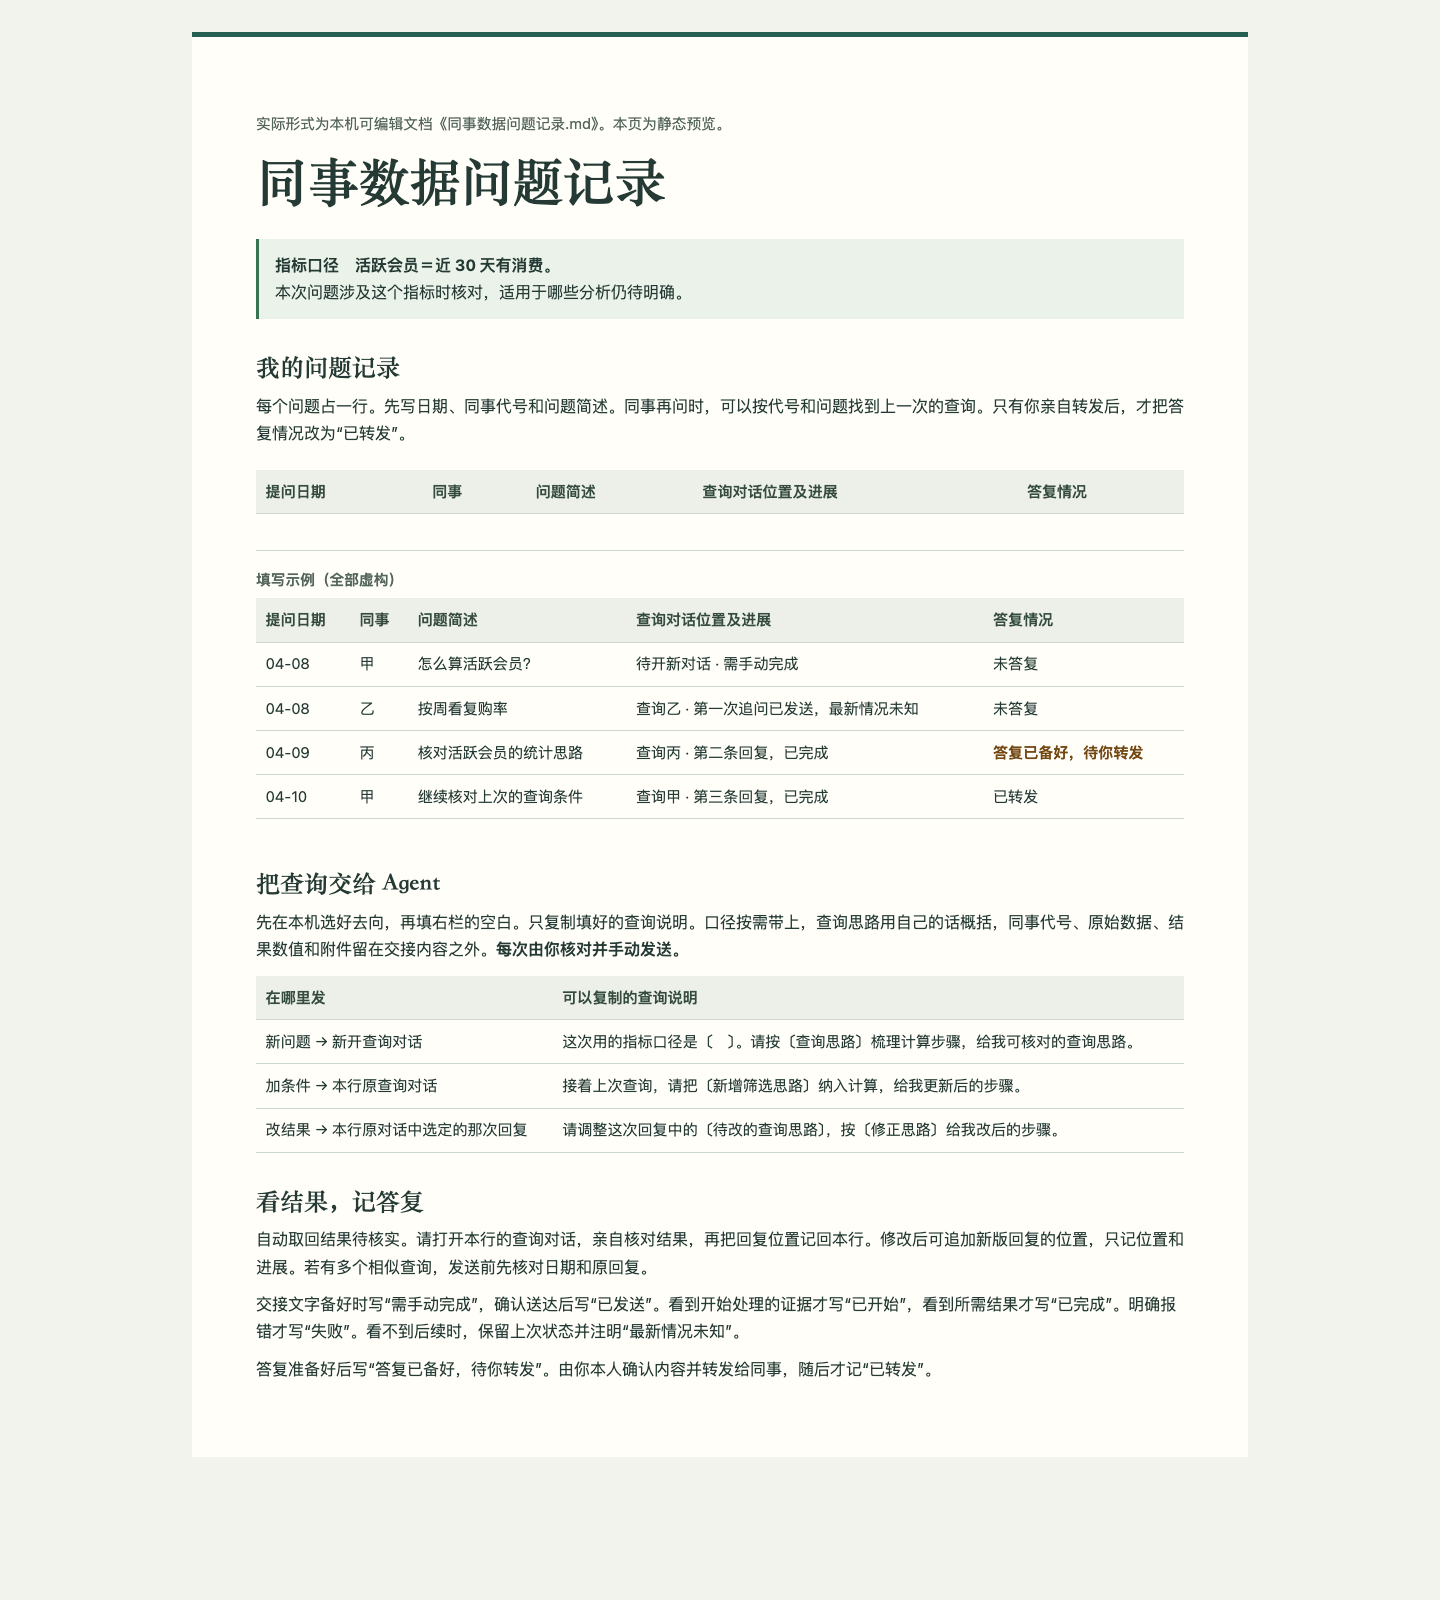 实际形式为本机可编辑文档《同事数据问题记录.md》。本页为静态预览。
同事数据问题记录
指标口径　活跃会员＝近 30 天有消费。
本次问题涉及这个指标时核对，适用于哪些分析仍待明确。
我的问题记录
每个问题占一行。先写日期、同事代号和问题简述。同事再问时，可以按代号和问题找到上一次的查询。只有你亲自转发后，才把答
复情况改为“已转发”。
提问日期 同事 问题简述 查询对话位置及进展 答复情况
填写示例（全部虚构）
提问日期 同事 问题简述 查询对话位置及进展 答复情况
04-08 甲 怎么算活跃会员？ 待开新对话 · 需手动完成 未答复
04-08 乙 按周看复购率 查询乙 · 第一次追问已发送，最新情况未知 未答复
04-09 丙 核对活跃会员的统计思路 查询丙 · 第二条回复，已完成 答复已备好，待你转发
04-10 甲 继续核对上次的查询条件 查询甲 · 第三条回复，已完成 已转发
把查询交给 Agent
先在本机选好去向，再填右栏的空白。只复制填好的查询说明。口径按需带上，查询思路用自己的话概括，同事代号、原始数据、结
果数值和附件留在交接内容之外。每次由你核对并手动发送。
在哪里发 可以复制的查询说明
新问题 → 新开查询对话 这次用的指标口径是〔　〕。请按〔查询思路〕梳理计算步骤，给我可核对的查询思路。
加条件 → 本行原查询对话 接着上次查询，请把〔新增筛选思路〕纳入计算，给我更新后的步骤。
改结果 → 本行原对话中选定的那次回复 请调整这次回复中的〔待改的查询思路〕，按〔修正思路〕给我改后的步骤。
看结果，记答复
自动取回结果待核实。请打开本行的查询对话，亲自核对结果，再把回复位置记回本行。修改后可追加新版回复的位置，只记位置和
进展。若有多个相似查询，发送前先核对日期和原回复。
交接文字备好时写“需手动完成”，确认送达后写“已发送”。看到开始处理的证据才写“已开始”，看到所需结果才写“已完成”。明确报
错才写“失败”。看不到后续时，保留上次状态并注明“最新情况未知”。
答复准备好后写“答复已备好，待你转发”。由你本人确认内容并转发给同事，随后才记“已转发”。